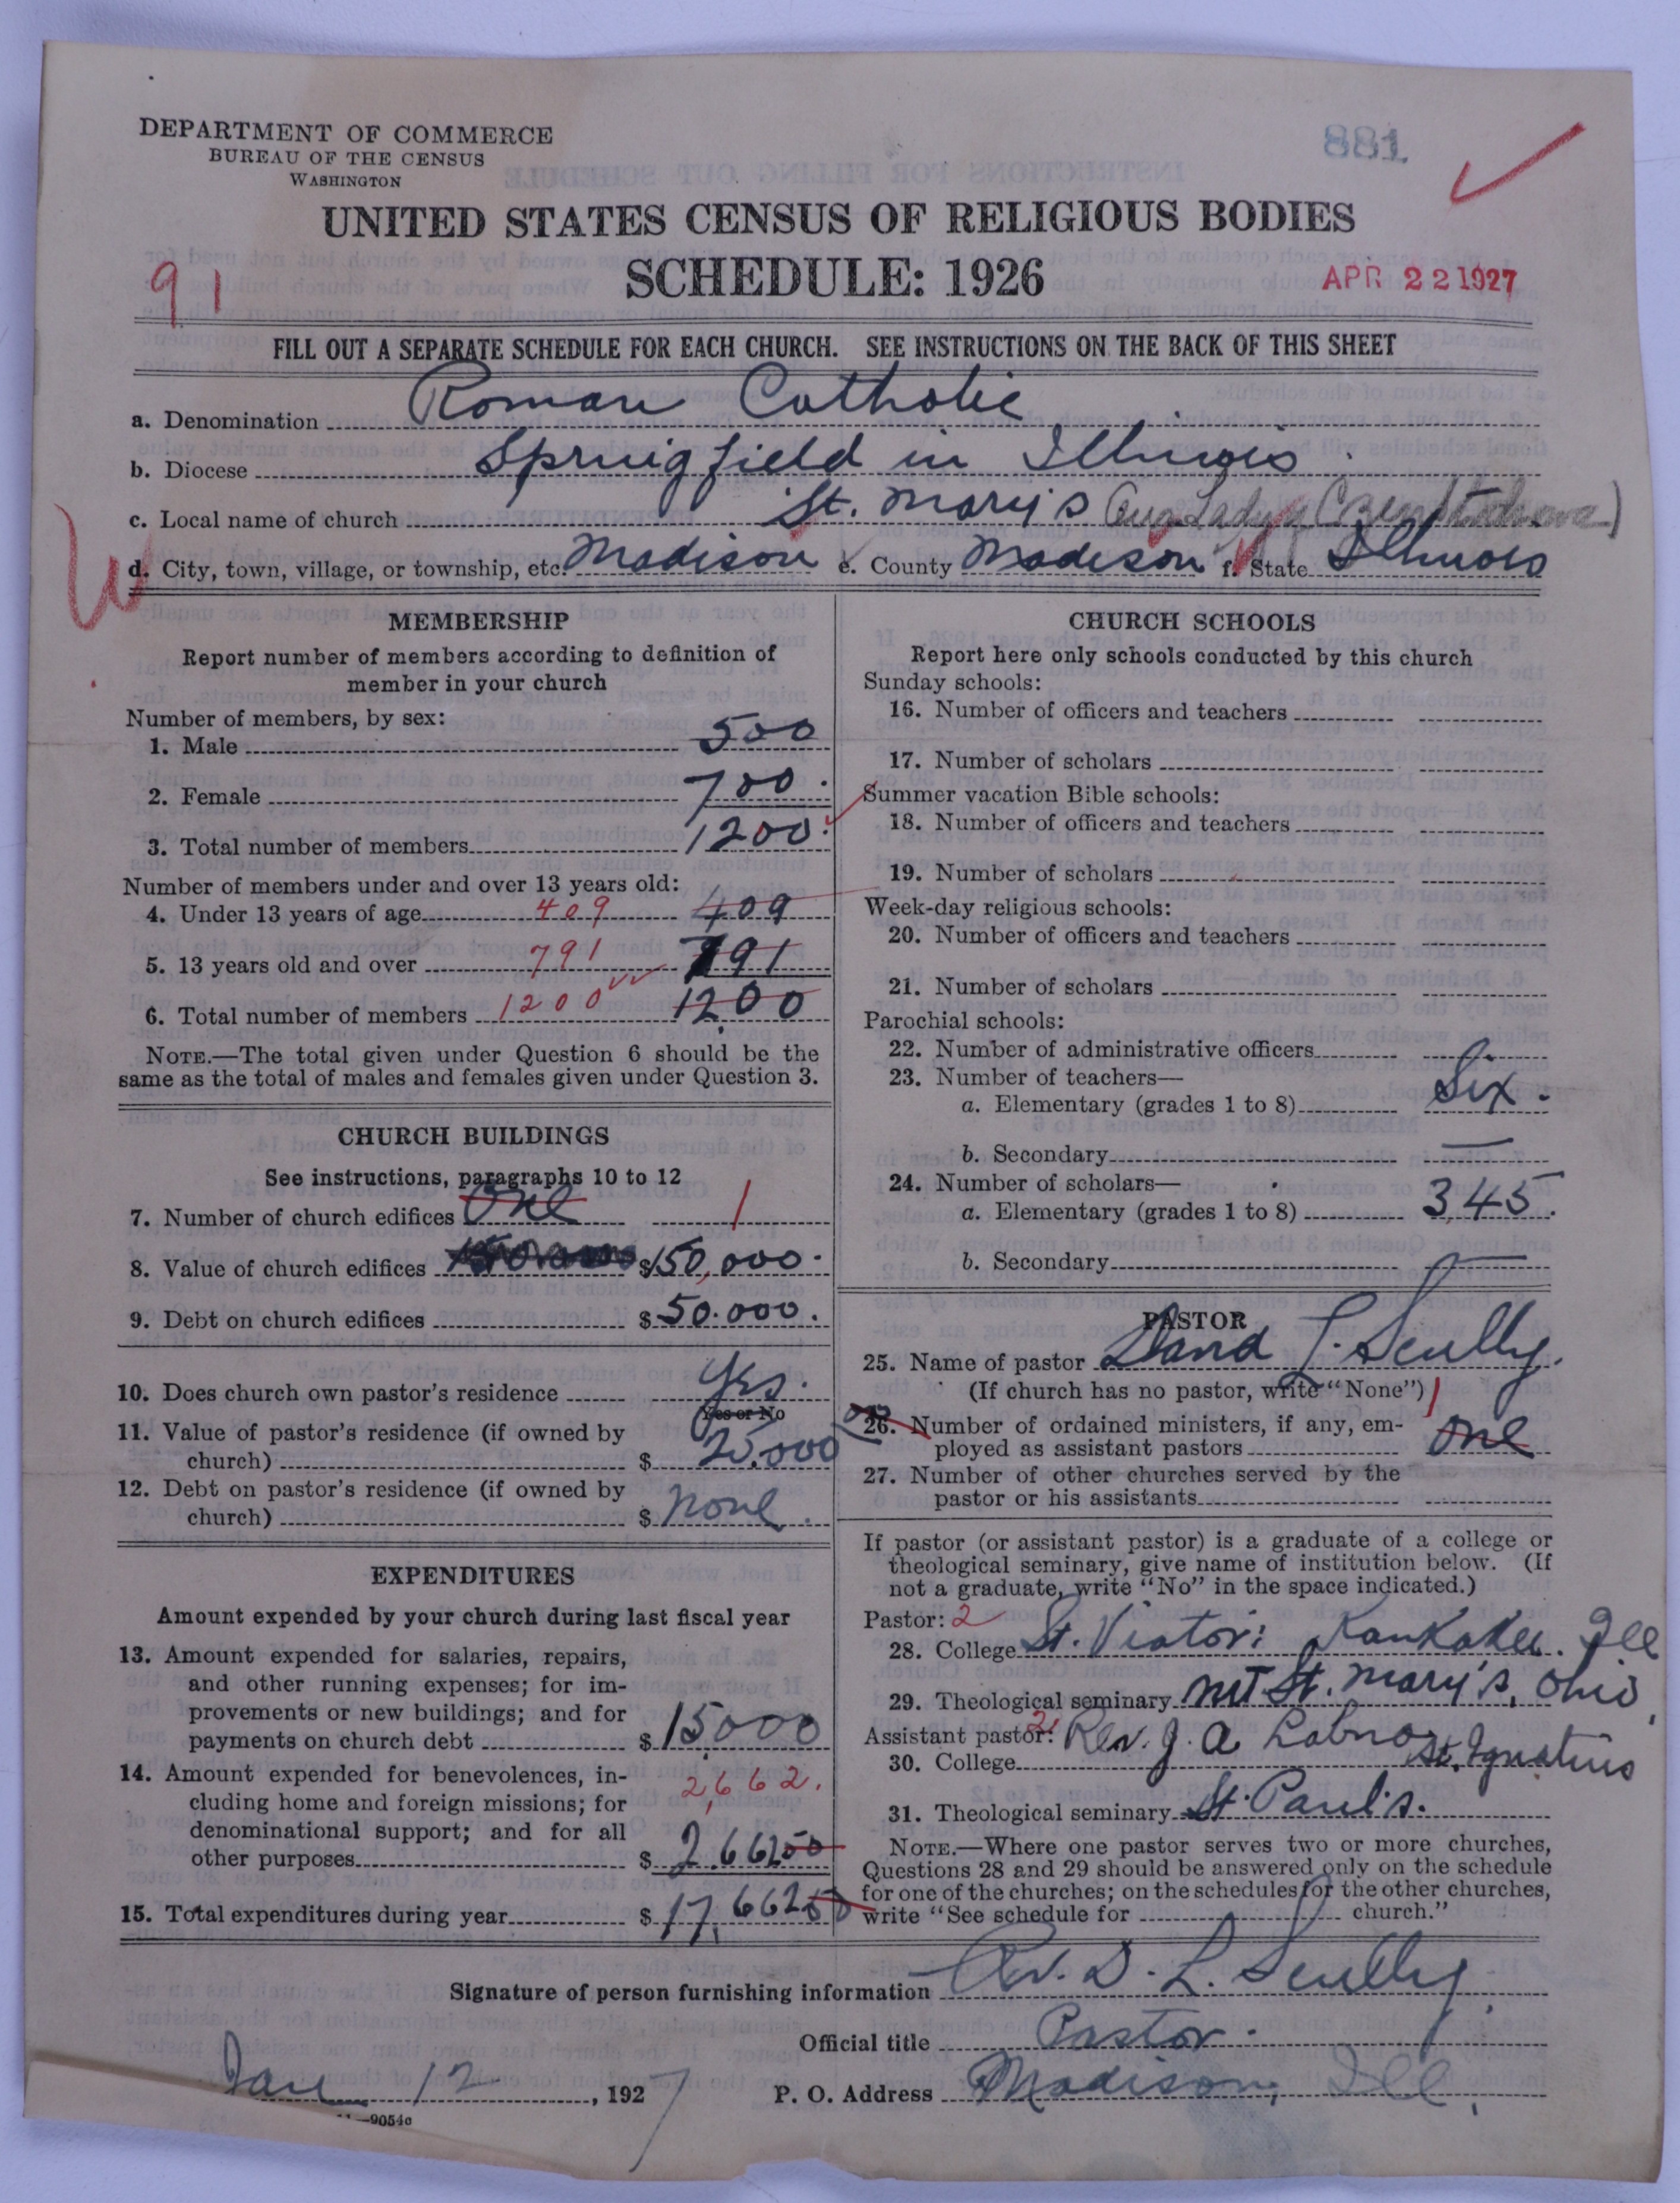 DEPARTMENT OF COMMERCE
BUREAU OF THE CENSUS
WASHINGTON
881
UNITED STATES CENSUS OF RELIGIOUS BODIES
SCHEDULE: 1926
91
APR 22 1927
FILL OUT A SEPARATE SCHEDULE FOR EACH CHURCH. SEE INSTRUCTIONS ON THE BACK OF THIS SHEET
a. Denomination Roman Catholic
b. Diocese Springfield in Illinois.
c. Local name of church St. Mary's (Our Lady of Czenstochowa)
d. City, town, village, or township, etc. Madison e. County Madison f. State Illinois
W
MEMBERSHIP
Report number of members according to definition of
member in your church
Number of members, by sex:
1. Male 500
2. Female 700.
3. Total number of members 1200.
Number of members under and over 13 years old:
4. Under 13 years of age 409 409
5. 13 years old and over 791 791
6. Total number of members 1200 1200
NOTE.—The total given under Question 6 should be the
same as the total of males and females given under Question 3.
CHURCH BUILDINGS
See instructions, paragraphs 10 to 12
7. Number of church edifices One 1
8. Value of church edifices $150,000.
9. Debt on church edifices $50.000.
10. Does church own pastor's residence Yes.
Yes or No
11. Value of pastor's residence (if owned by
church) $ 25.000 00
12. Debt on pastor's residence (if owned by
church) $ none.
EXPENDITURES
Amount expended by your church during last fiscal year
13. Amount expended for salaries, repairs,
and other running expenses; for im-
provements or new buildings; and for
payments on church debt $ 15,000
14. Amount expended for benevolences, in-
2,662.
cluding home and foreign missions; for
denominational support; and for all
other purposes $ 2.66250
15. Total expenditures during year $ 17,66250
CHURCH SCHOOLS
Report here only schools conducted by this church
Sunday schools:
16. Number of officers and teachers
17. Number of scholars
Summer vacation Bible schools:
18. Number of officers and teachers
19. Number of scholars
Week-day religious schools:
20. Number of officers and teachers
21. Number of scholars
Parochial schools:
22. Number of administrative officers
23. Number of teachers—
a. Elementary (grades 1 to 8) Six.
b. Secondary —
24. Number of scholars—
a. Elementary (grades 1 to 8) 345.
b. Secondary
PASTOR
25. Name of pastor David L. Scully.
(If church has no pastor, write "None") 1
26. Number of ordained ministers, if any, em-
ployed as assistant pastors One
27. Number of other churches served by the
pastor or his assistants
If pastor (or assistant pastor) is a graduate of a college or
theological seminary, give name of institution below. (If
not a graduate, write "No" in the space indicated.)
Pastor: 2
28. College St. Viator: Kankakee. Ill
29. Theological seminary Mt St. Mary's, Ohio,
Assistant pastor: 21 Rev. J. A
30. College St. Ignatius
31. Theological seminary St. Paul's.
NOTE.—Where one pastor serves two or more churches,
Questions 28 and 29 should be answered only on the schedule
for one of the churches; on the schedules for the other churches,
write "See schedule for church."
Signature of person furnishing information Rev. D. L. Scully.
Official title Pastor.
Jan 12, 1927 P. O. Address Madison, Ill.
—9054c